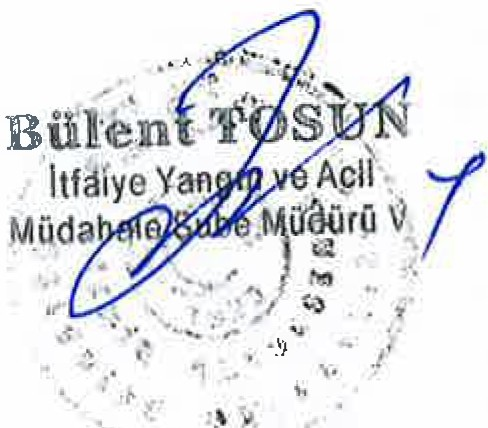 Bülent TOSUN
İtfaiye Yangın ve Acil
Müdahale Şube Müdürü V.